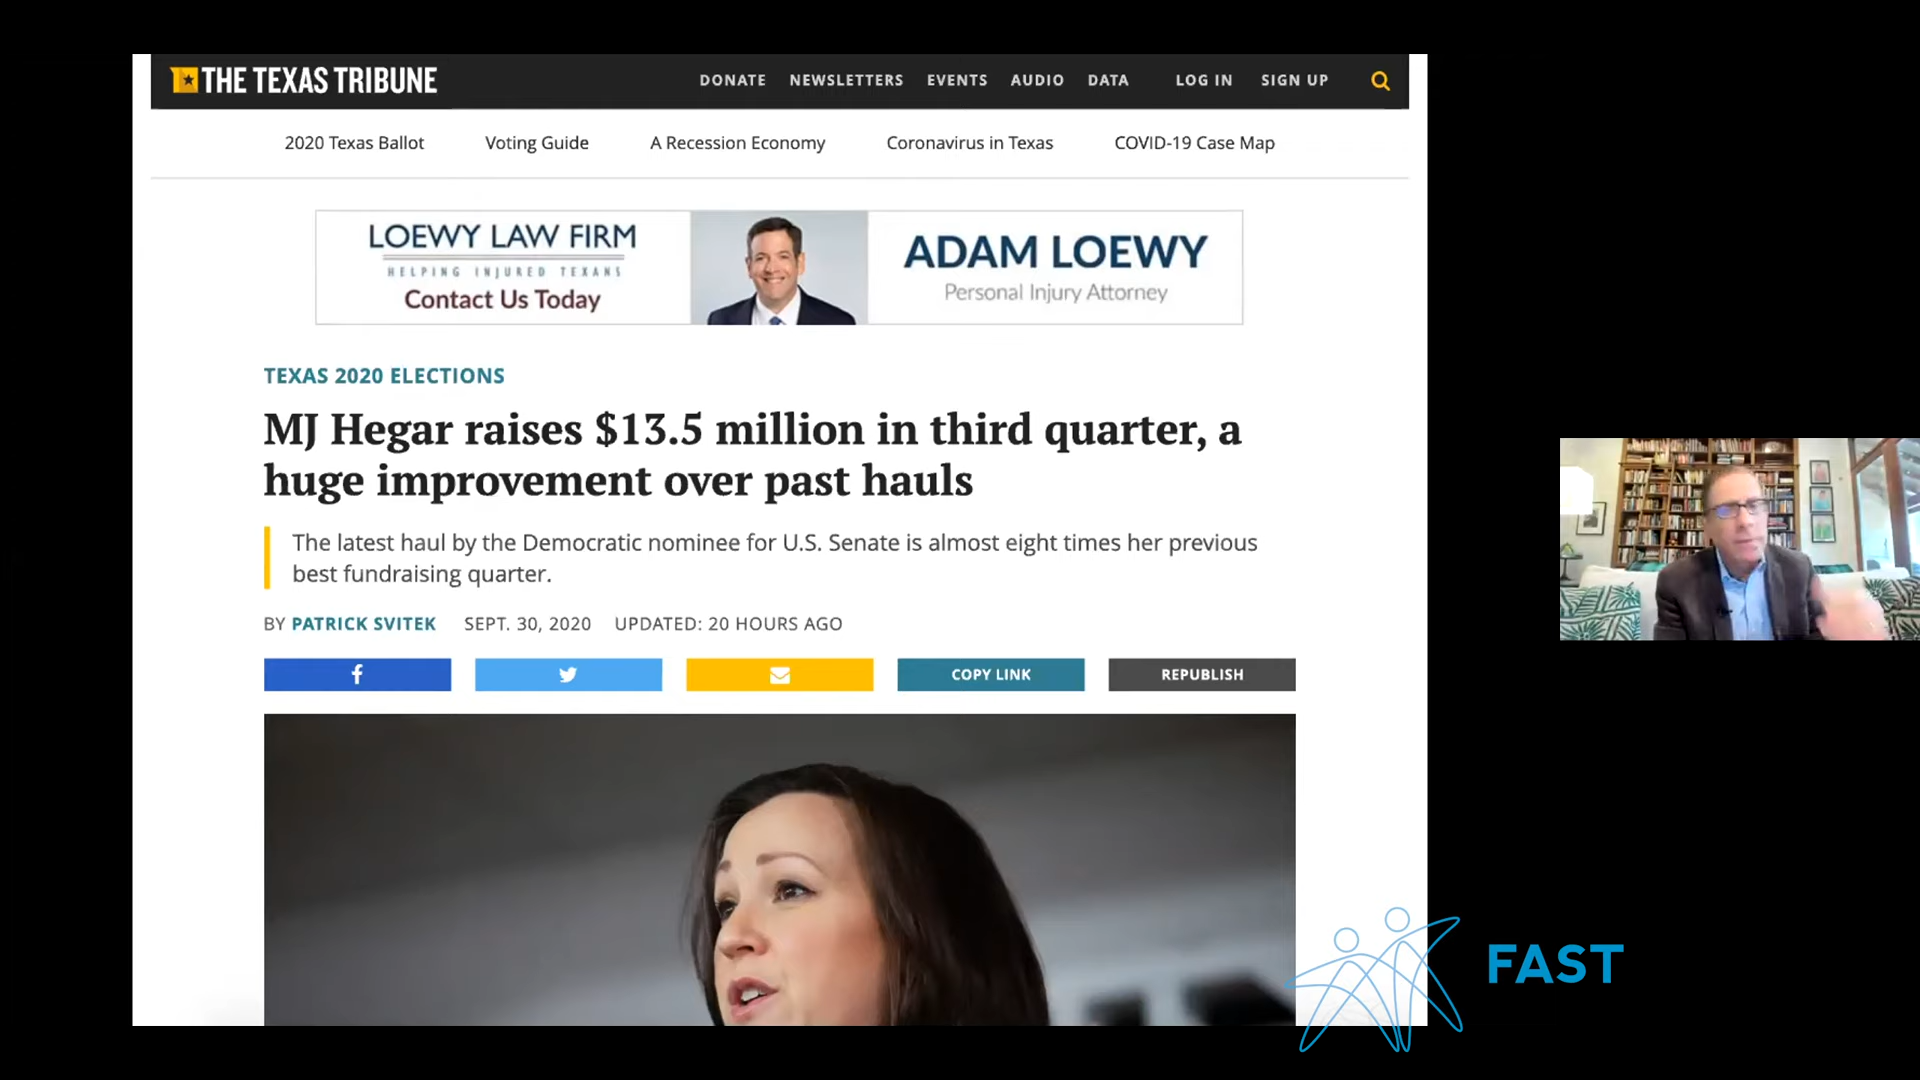 THE TEXAS TRIBUNE
DONATE NEWSLETTERS EVENTS AUDIO DATA LOG IN SIGN UP
2020 Texas Ballot Voting Guide A Recession Economy Coronavirus in Texas COVID-19 Case Map
LOEWY LAW FIRM
HELPING INJURED TEXANS
Contact Us Today
ADAM LOEWY
Personal Injury Attorney
TEXAS 2020 ELECTIONS
MJ Hegar raises $13.5 million in third quarter, a
huge improvement over past hauls
The latest haul by the Democratic nominee for U.S. Senate is almost eight times her previous
best fundraising quarter.
BY PATRICK SVITEK SEPT. 30, 2020 UPDATED: 20 HOURS AGO
COPY LINK
REPUBLISH
FAST